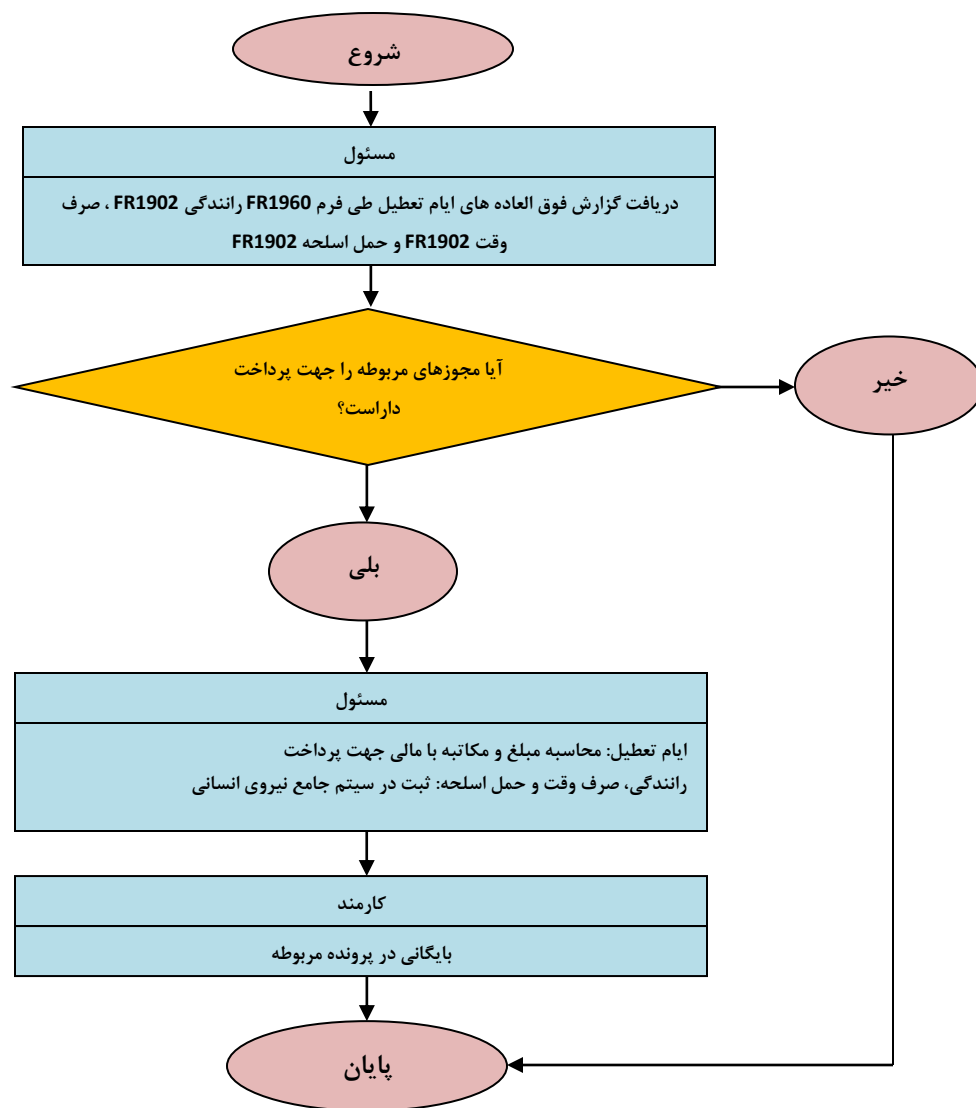 شروع
مسئول
دریافت گزارش فوق العاده های ایام تعطیل طی فرم FR1960 رانندگی FR1902 ، صرف
وقت FR1902 و حمل اسلحه FR1902
آیا مجوزهای مربوطه را جهت پرداخت
داراست؟
خیر
بلی
مسئول
ایام تعطیل: محاسبه مبلغ و مکاتبه با مالی جهت پرداخت
رانندگی، صرف وقت و حمل اسلحه: ثبت در سیتم جامع نیروی انسانی
کارمند
بایگانی در پرونده مربوطه
پایان